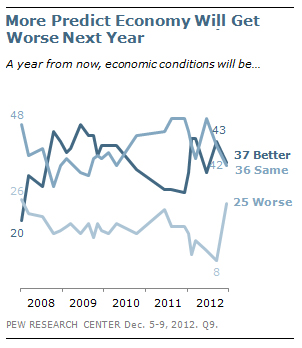 More Predict Economy Will Get
Worse Next Year
A year from now, economic conditions will be...
48
43
37 Better
42
36 Same
26
25 Worse
20
8
2008 2009 2010 2011 2012
PEW RESEARCH CENTER Dec. 5-9, 2012. Q9.